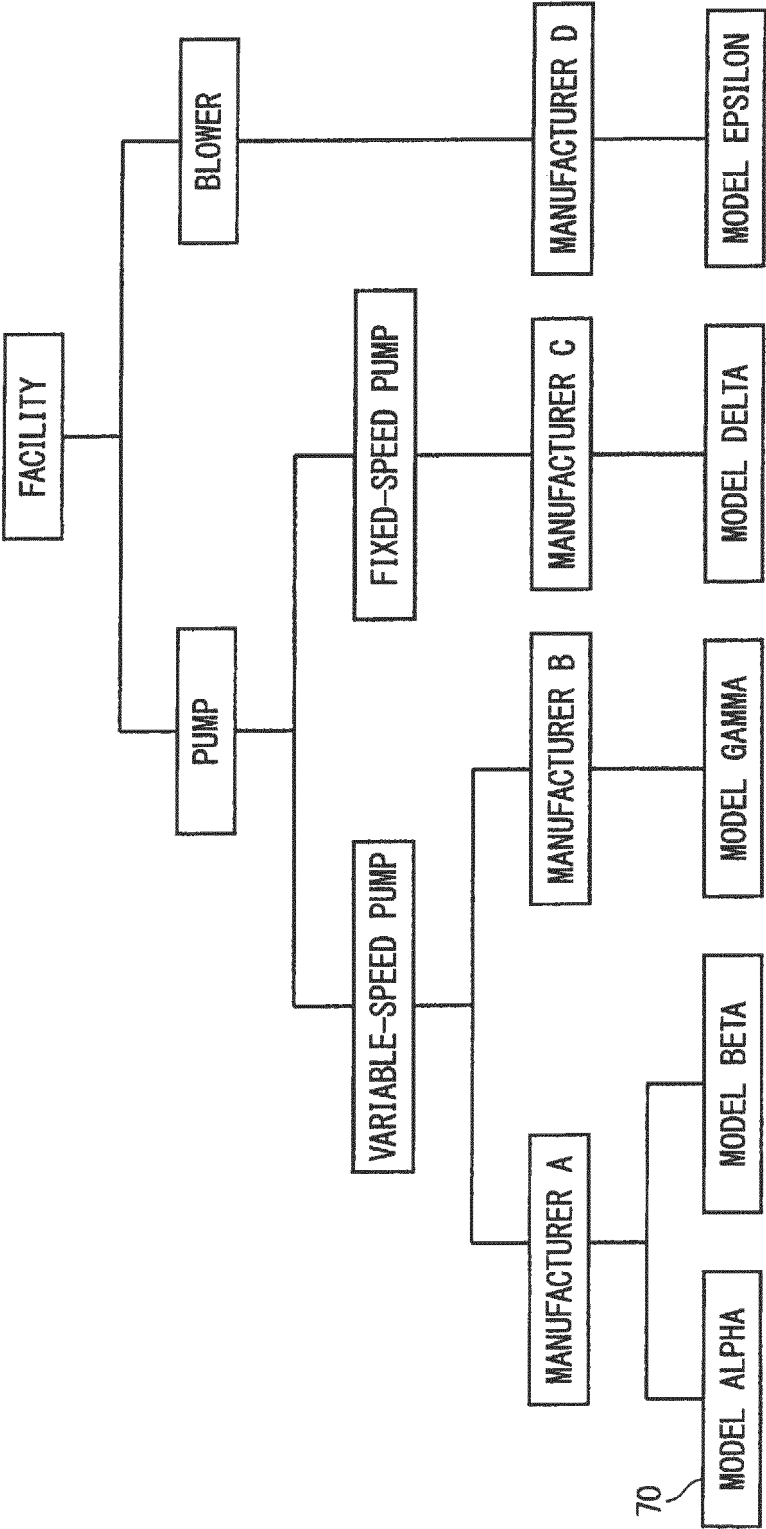 FACILITY
PUMP
BLOWER
VARIABLE-SPEED PUMP
FIXED-SPEED PUMP
MANUFACTURER A
MANUFACTURER B
MANUFACTURER C
MANUFACTURER D
70
MODEL ALPHA
MODEL BETA
MODEL GAMMA
MODEL DELTA
MODEL EPSILON